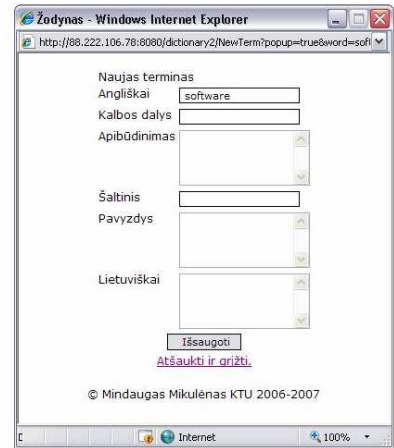 Žodynas - Windows Internet Explorer
http://88.222.106.78:8080/dictionary2/NewTerm?popup=true&word=soft
Naujas terminas
Angliškai software
Kalbos dalys
Apibūdinimas
Šaltinis
Pavyzdys
Lietuviškai
Išsaugoti
Atšaukti ir grįžti.
© Mindaugas Mikulėnas KTU 2006-2007
Internet 100%